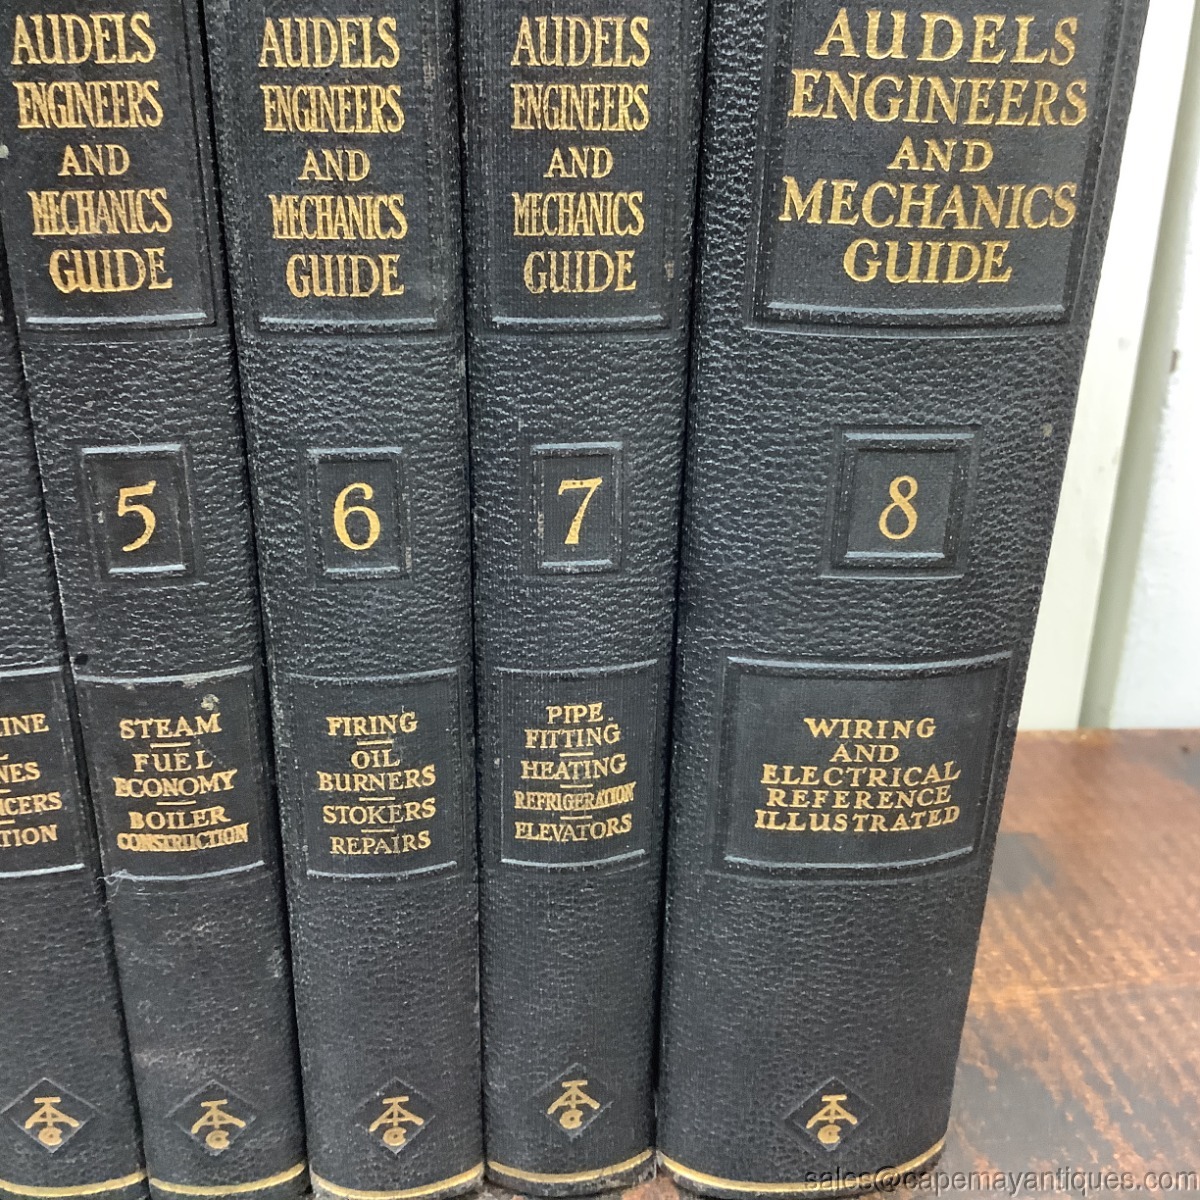 AUDELS
ENGINEERS
AND
MECHANICS
GUIDE
5
STEAM
FUEL
ECONOMY
BOILER
CONSTRUCTION
AUDELS
ENGINEERS
AND
MECHANICS
GUIDE
6
FIRING
OIL
BURNERS
STOKERS
REPAIRS
AUDELS
ENGINEERS
AND
MECHANICS
GUIDE
7
PIPE
FITTING
HEATING
REFRIGERATION
ELEVATORS
AUDELS
ENGINEERS
AND
MECHANICS
GUIDE
8
WIRING
AND
ELECTRICAL
REFERENCE
ILLUSTRATED
sales@capemayantiques.com